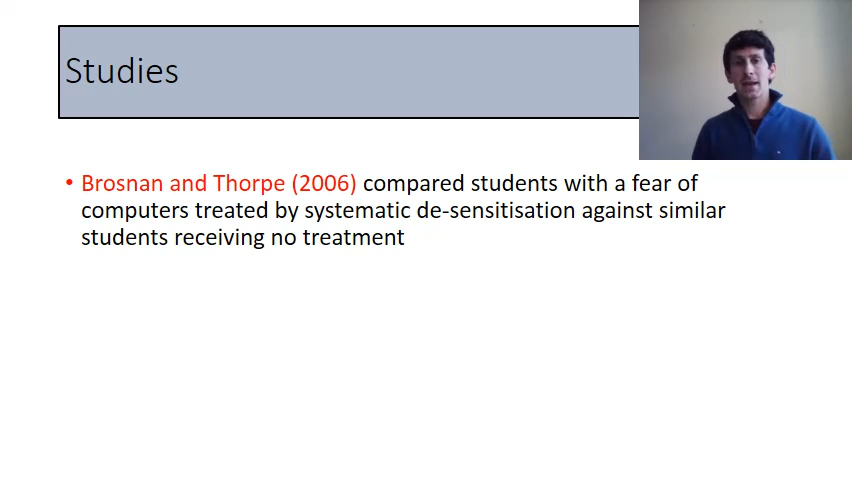 Studies
• Brosnan and Thorpe (2006) compared students with a fear of
computers treated by systematic de-sensitisation against similar
students receiving no treatment